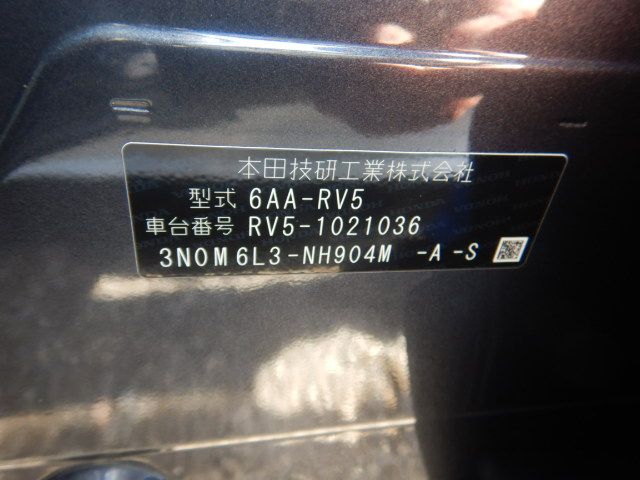 本田技研工業株式会社
型式 6AA-RV5
車台番号 RV5-1021036
3N0M6L3-NH904M -A-S